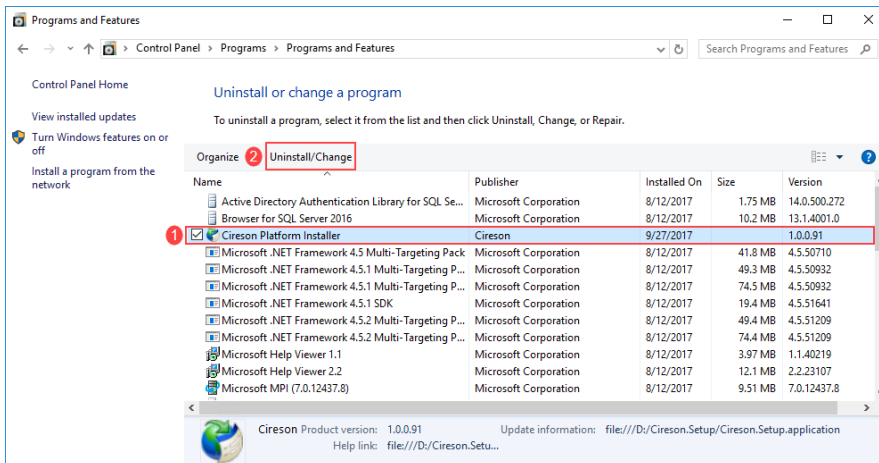 Programs and Features
Control Panel > Programs > Programs and Features
Search Programs and Features
Control Panel Home
View installed updates
Turn Windows features on or
off
Install a program from the
network
Uninstall or change a program
To uninstall a program, select it from the list and then click Uninstall, Change, or Repair.
Organize 2 Uninstall/Change
Name Publisher Installed On Size Version
Active Directory Authentication Library for SQL Se... Microsoft Corporation 8/12/2017 1.75 MB 14.0.500.272
Browser for SQL Server 2016 Microsoft Corporation 8/12/2017 10.2 MB 13.1.4001.0
1 Cireson Platform Installer Cireson 9/27/2017 1.0.0.91
Microsoft .NET Framework 4.5 Multi-Targeting Pack Microsoft Corporation 8/12/2017 41.8 MB 4.5.50710
Microsoft .NET Framework 4.5.1 Multi-Targeting P... Microsoft Corporation 8/12/2017 49.3 MB 4.5.50932
Microsoft .NET Framework 4.5.1 Multi-Targeting P... Microsoft Corporation 8/12/2017 74.5 MB 4.5.50932
Microsoft .NET Framework 4.5.1 SDK Microsoft Corporation 8/12/2017 19.4 MB 4.5.51641
Microsoft .NET Framework 4.5.2 Multi-Targeting P... Microsoft Corporation 8/12/2017 49.4 MB 4.5.51209
Microsoft .NET Framework 4.5.2 Multi-Targeting P... Microsoft Corporation 8/12/2017 74.4 MB 4.5.51209
Microsoft Help Viewer 1.1 Microsoft Corporation 8/12/2017 3.97 MB 1.1.40219
Microsoft Help Viewer 2.2 Microsoft Corporation 8/12/2017 12.1 MB 2.2.23107
Microsoft MPI (7.0.12437.8) Microsoft Corporation 8/12/2017 9.51 MB 7.0.12437.8
Cireson Product version: 1.0.0.91 Update information: file:///D:/Cireson.Setup/Cireson.Setup.application
Help link: file:///D:/Cireson.Setu...